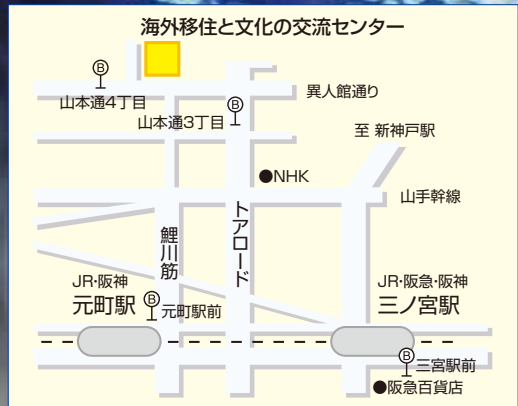 海外移住と文化の交流センター
Ⓑ
山本通4丁目
Ⓑ
山本通3丁目
異人館通り
至 新神戸駅
●NHK
山手幹線
鯉川筋
トアロード
JR・阪神
元町駅
Ⓑ
元町駅前
JR・阪急・阪神
三ノ宮駅
Ⓑ
三宮駅前
●阪急百貨店